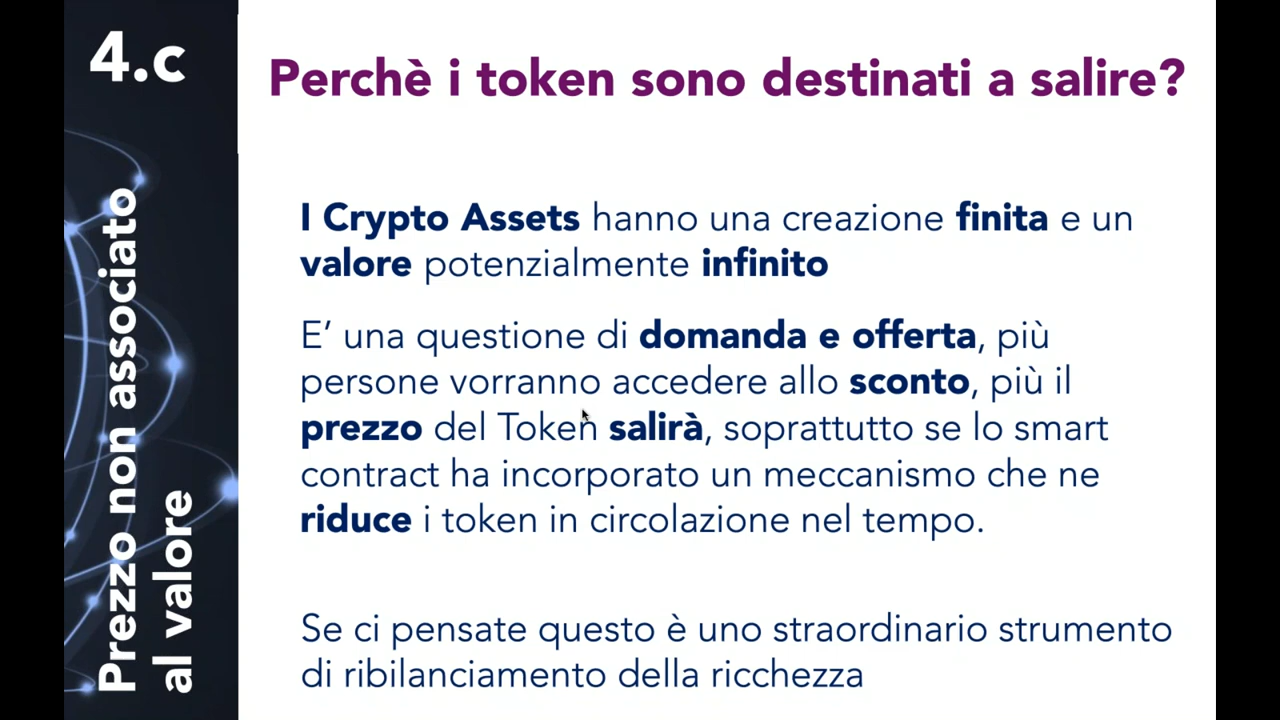 4.c
Perchè i token sono destinati a salire?
Prezzo non associato
al valore
I Crypto Assets hanno una creazione finita e un
valore potenzialmente infinito
E’ una questione di domanda e offerta, più
persone vorranno accedere allo sconto, più il
prezzo del Token salirà, soprattutto se lo smart
contract ha incorporato un meccanismo che ne
riduce i token in circolazione nel tempo.
Se ci pensate questo è uno straordinario strumento
di ribilanciamento della ricchezza